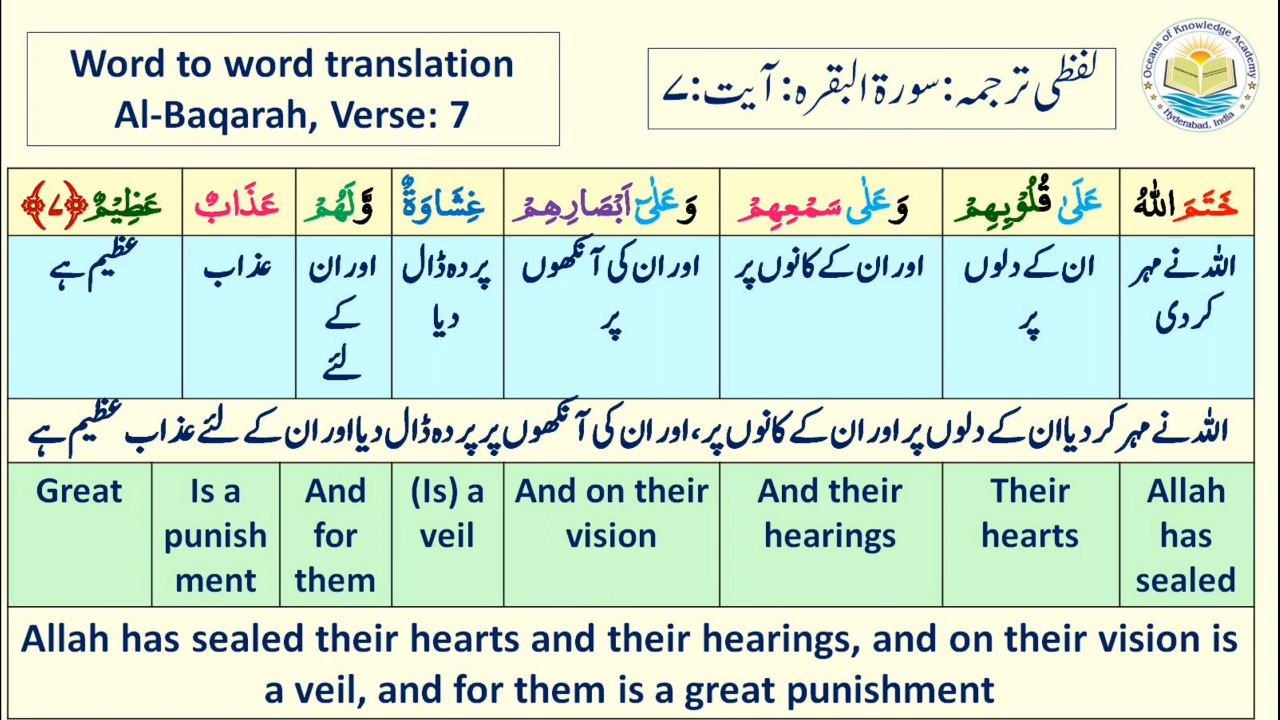 Word to word translation
Al-Baqarah, Verse: 7
لفظی ترجمہ: سورۃ البقرہ: آیت: ۷
Oceans of Knowledge Academy
Hyderabad, India
خَتَمَ اللّٰهُ عَلَىٰ قُلُوْبِهِمْ وَعَلٰى سَمْعِهِمْ وَعَلٰىٓ اَبْصَارِهِمْ غِشَاوَةٌ وَّلَهُمْ عَذَابٌ عَظِيْمٌ ﴿٧﴾
اللہ نے مہر ان کے دلوں اور ان کے کانوں پر اور ان کی آنکھوں پردہ ڈال اور ان عذاب عظیم ہے
کردی پر پر دیا کے
لئے
اللہ نے مہر کردیا ان کے دلوں پر اور ان کے کانوں پر، اور ان کی آنکھوں پر پردہ ڈال دیا اور ان کے لئے عذاب عظیم ہے
Great Is a And (Is) a And on their And their Their Allah
punish for veil vision hearings hearts has
ment them sealed
Allah has sealed their hearts and their hearings, and on their vision is
a veil, and for them is a great punishment